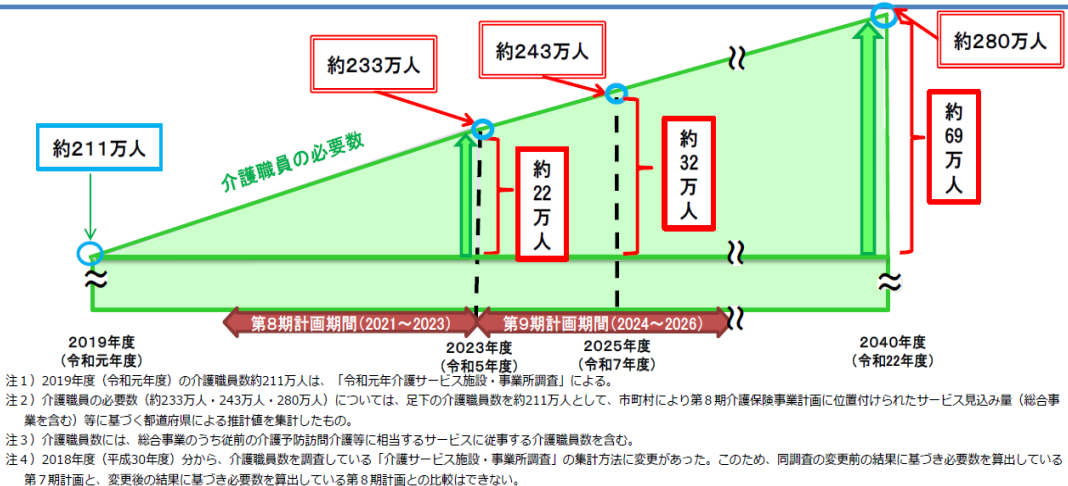 約280万人
約243万人
約233万人
約211万人
介護職員の必要数
約22万人
約32万人
約69万人
第8期計画期間(2021～2023)
第9期計画期間(2024～2026)
2019年度
(令和元年度)
2023年度
(令和5年度)
2025年度
(令和7年度)
2040年度
(令和22年度)
注１）2019年度（令和元年度）の介護職員数約211万人は、「令和元年介護サービス施設・事業所調査」による。
注２）介護職員の必要数（約233万人・243万人・280万人）については、足下の介護職員数を約211万人として、市町村により第８期介護保険事業計画に位置付けられたサービス見込み量（総合事
業を含む）等に基づく都道府県による推計値を集計したもの。
注３）介護職員数には、総合事業のうち従前の介護予防訪問介護等に相当するサービスに従事する介護職員数を含む。
注４）2018年度（平成30年度）分から、介護職員数を調査している「介護サービス施設・事業所調査」の集計方法に変更があった。このため、同調査の変更前の結果に基づき必要数を算出している
第７期計画と、変更後の結果に基づき必要数を算出している第８期計画との比較はできない。